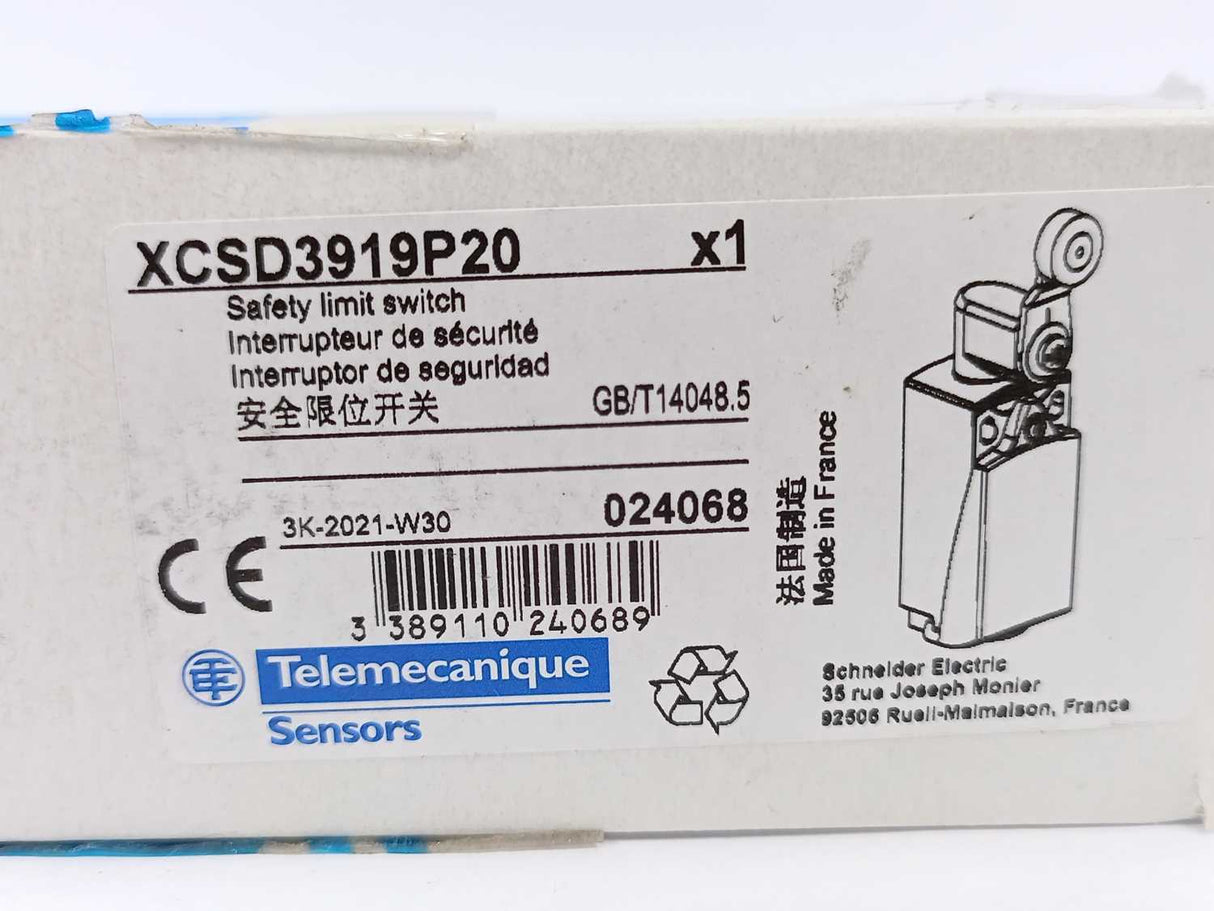 XCSD3919P20 x1
Safety limit switch
Interrupteur de sécurité
Interruptor de seguridad
安全限位开关 GB/T14048.5
3K-2021-W30 024068
CE
3 389110 240689
Telemecanique
Sensors
法国制造
Made in France
Schneider Electric
35 rue Joseph Monier
92506 Rueil-Malmaison, France